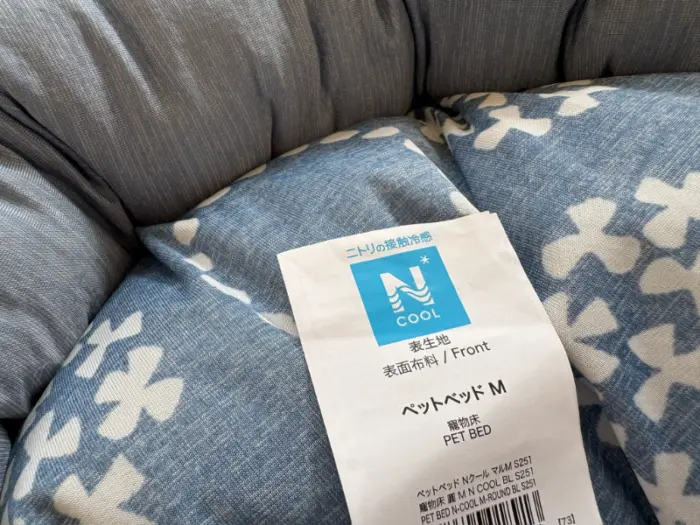 ニトリの接触冷感
N*
COOL
表生地
表面布料 / Front
ペットベッド M
寵物床
PET BED
ペットベッド Nクール マルM S251
寵物床 圓 M N COOL BL S251
PET BED N-COOL M-ROUND BL S251
[73]